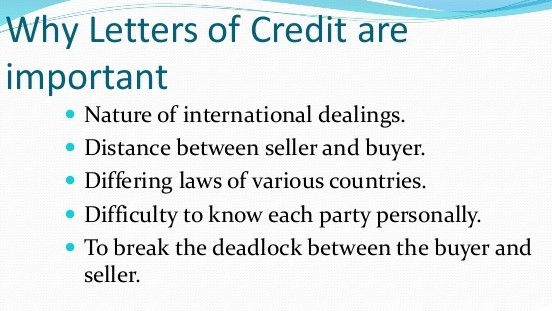 Why Letters of Credit are
important
• Nature of international dealings.
• Distance between seller and buyer.
• Differing laws of various countries.
• Difficulty to know each party personally.
• To break the deadlock between the buyer and
seller.